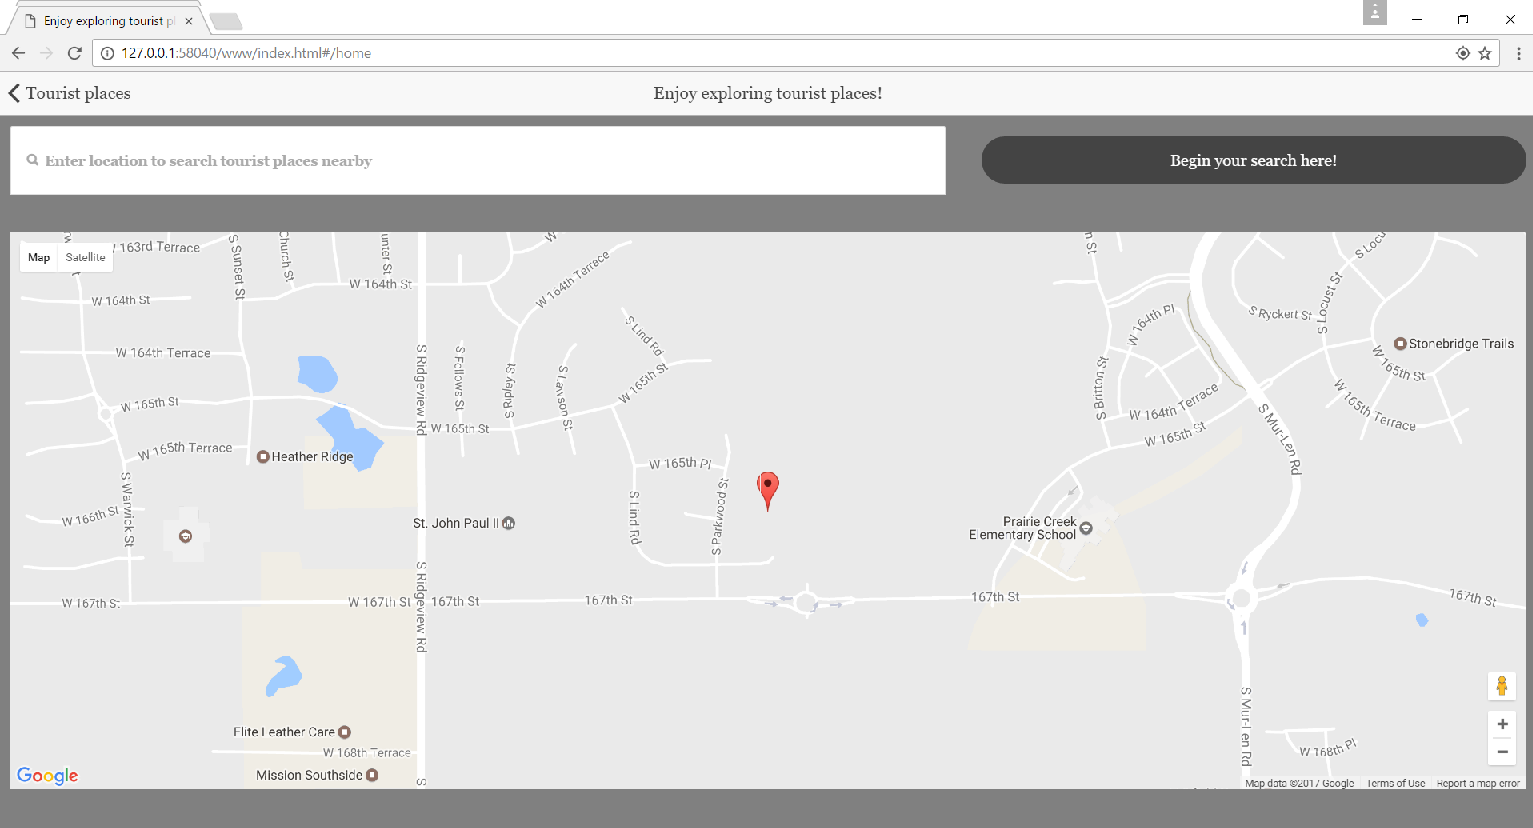 Enjoy exploring tourist pl
127.0.0.1:58040/www/index.html#/home
Tourist places
Enjoy exploring tourist places!
Enter location to search tourist places nearby
Begin your search here!
Map
Satellite
163rd Terrace
S Sunset St
Church St
unter St
W 164th St
W 164th St
W 164th Terrace
W 164th Terrace
S Lind Rd
W 165th St
S Ridgeview Rd
S Fellows St
S Ripley St
S Lawson St
W 165th St
W 165th St
W 165th Terrace
Heather Ridge
S Warwick St
W 166th St
St. John Paul II
W 165th Pl
S Lind Rd
S Parkwood St
W 164th Pl
S Britton St
W 164th Terrace
W 165th St
S Mur-Len Rd
S Ryckert St
S Locust St
S Locu
Stonebridge Trails
W 165th St
W 165th Terrace
Prairie Creek
Elementary School
W 167th St
W 167th St
167th St
167th St
167th St
167th St
S Ridgeview Rd
S Mur-Len Rd
Elite Leather Care
W 168th Terrace
Mission Southside
W 168th Pl
S
Google
Map data ©2017 Google
Terms of Use
Report a map error